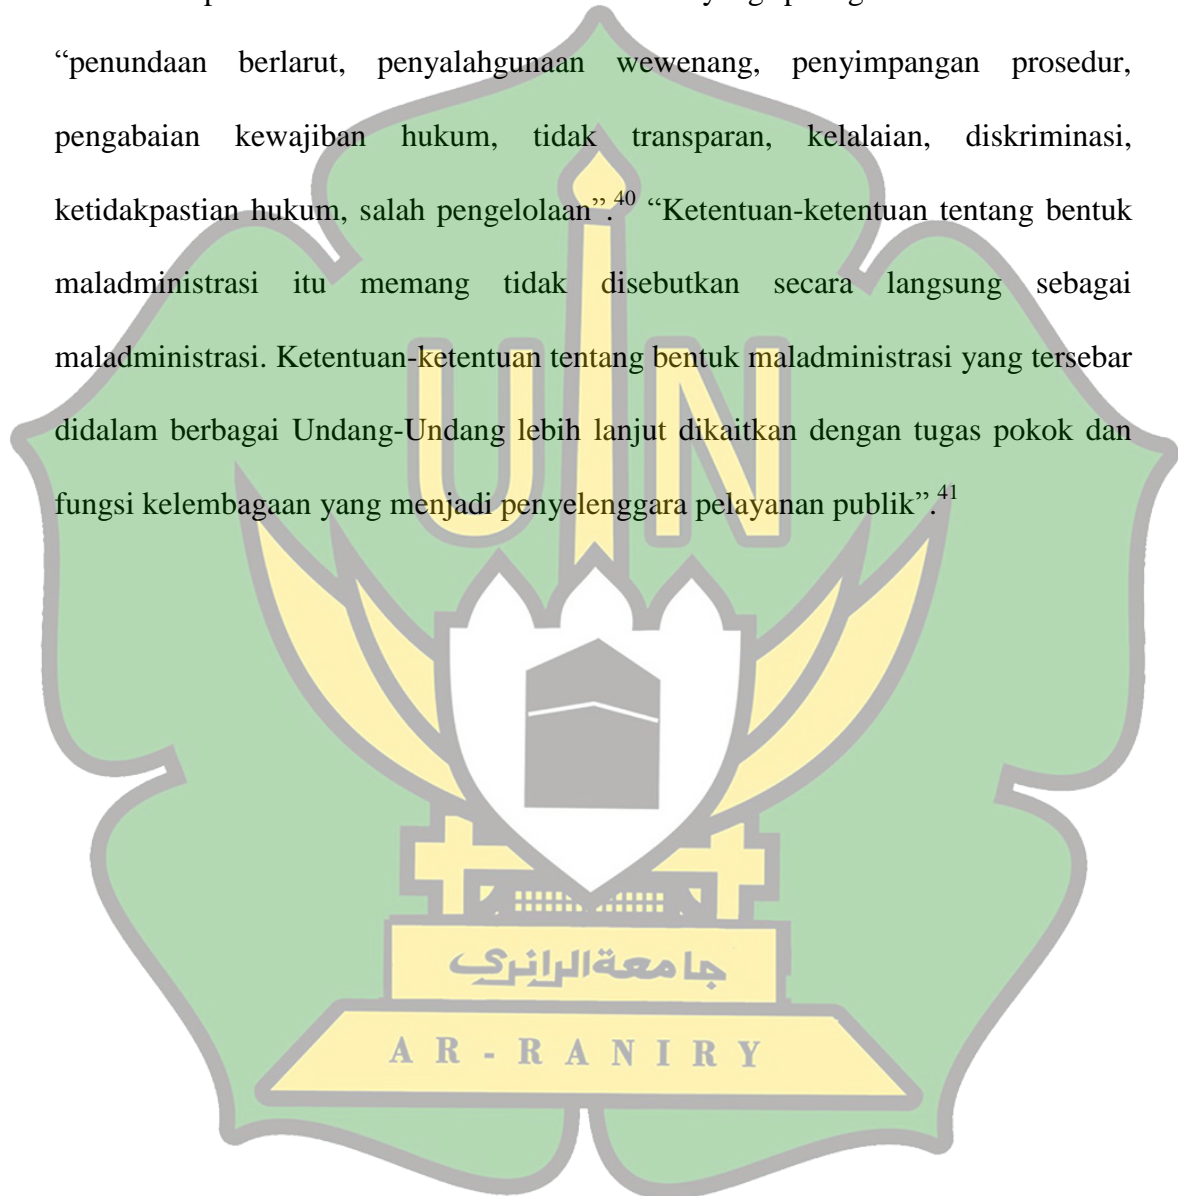 “penundaan berlarut, penyalahgunaan wewenang, penyimpangan prosedur,
pengabaian kewajiban hukum, tidak transparan, kelalaian, diskriminasi,
ketidakpastian hukum, salah pengelolaan”.40 “Ketentuan-ketentuan tentang bentuk
maladministrasi itu memang tidak disebutkan secara langsung sebagai
maladministrasi. Ketentuan-ketentuan tentang bentuk maladministrasi yang tersebar
didalam berbagai Undang-Undang lebih lanjut dikaitkan dengan tugas pokok dan
fungsi kelembagaan yang menjadi penyelenggara pelayanan publik”.41
UIN
جامعةالرانري
AR-RANIRY